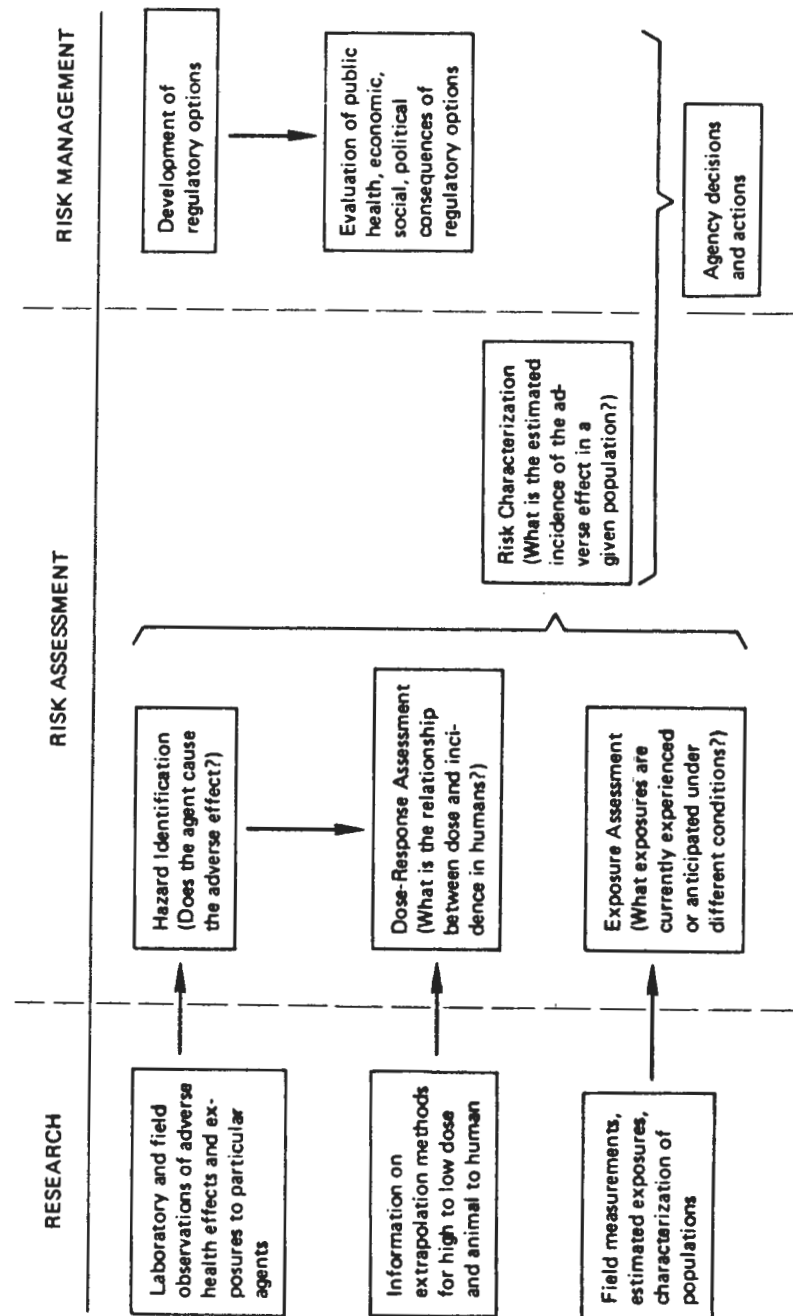 RESEARCH
RISK ASSESSMENT
RISK MANAGEMENT
Laboratory and field
observations of adverse
health effects and ex-
posures to particular
agents
Information on
extrapolation methods
for high to low dose
and animal to human
Field measurements,
estimated exposures,
characterization of
populations
Hazard Identification
(Does the agent cause
the adverse effect?)
Dose-Response Assessment
(What is the relationship
between dose and inci-
dence in humans?)
Exposure Assessment
(What exposures are
currently experienced
or anticipated under
different conditions?)
Risk Characterization
(What is the estimated
incidence of the ad-
verse effect in a
given population?)
Development of
regulatory options
Evaluation of public
health, economic,
social, political
consequences of
regulatory options
Agency decisions
and actions